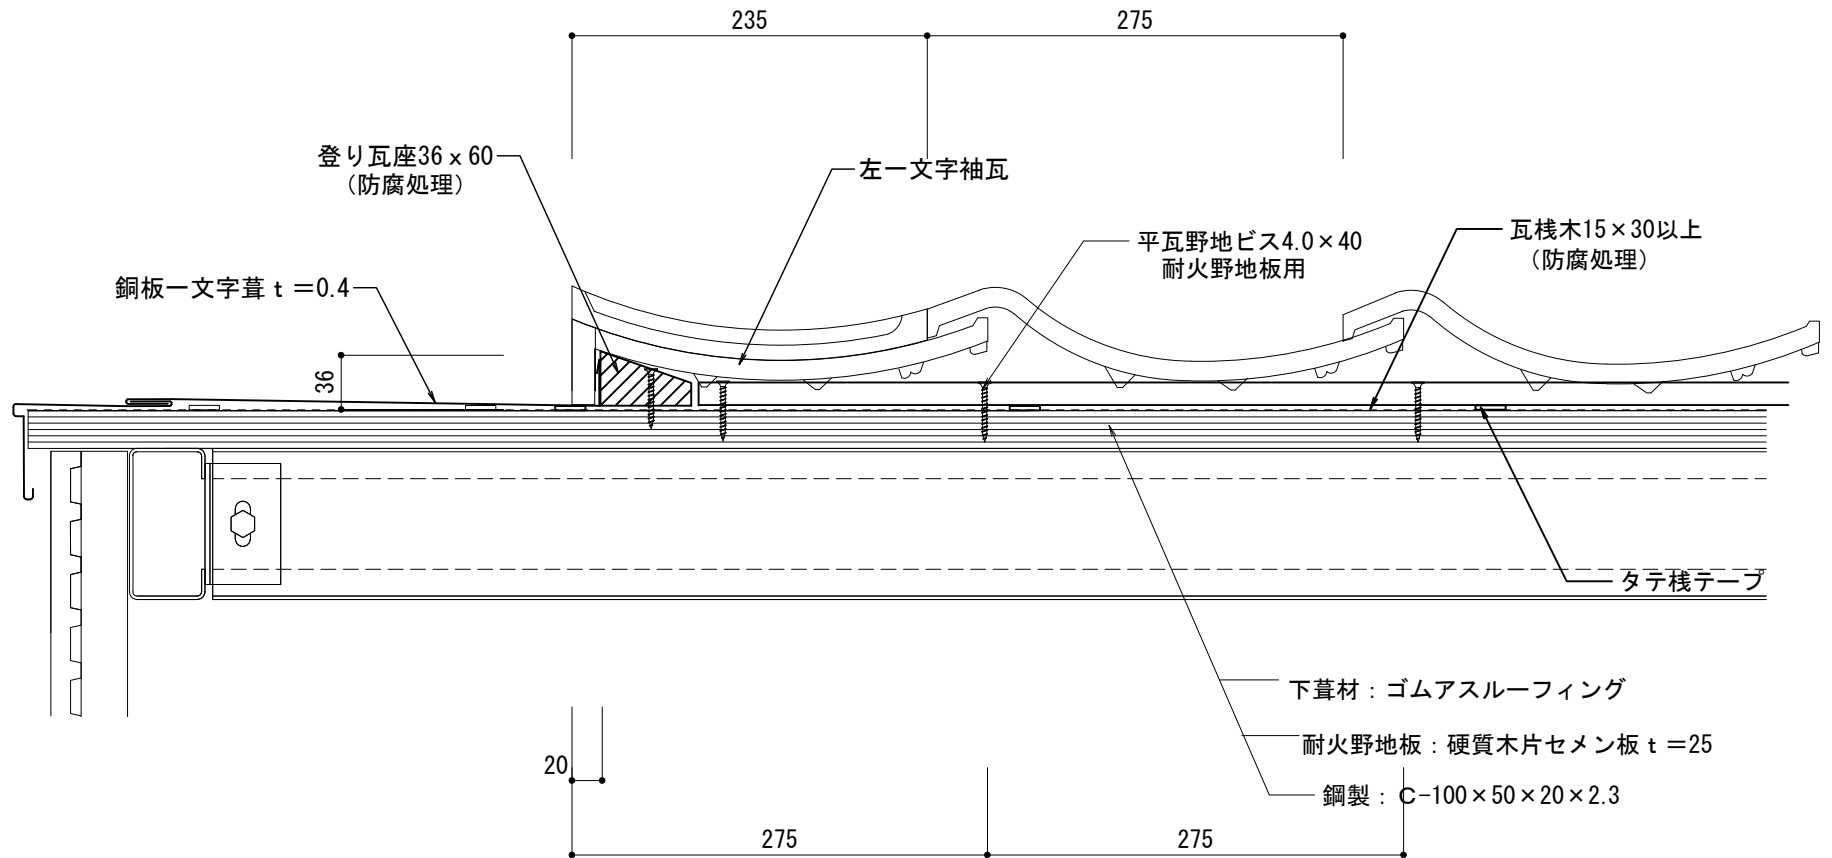 235
275
登り瓦座36×60
（防腐処理）
左一文字袖瓦
平瓦野地ビス4.0×40
耐火野地板用
瓦桟木15×30以上
（防腐処理）
銅板一文字葺ｔ＝0.4
36
タテ桟テープ
下葺材：ゴムアスルーフィング
耐火野地板：硬質木片セメン板ｔ＝25
鋼製：C-100×50×20×2.3
20
275
275